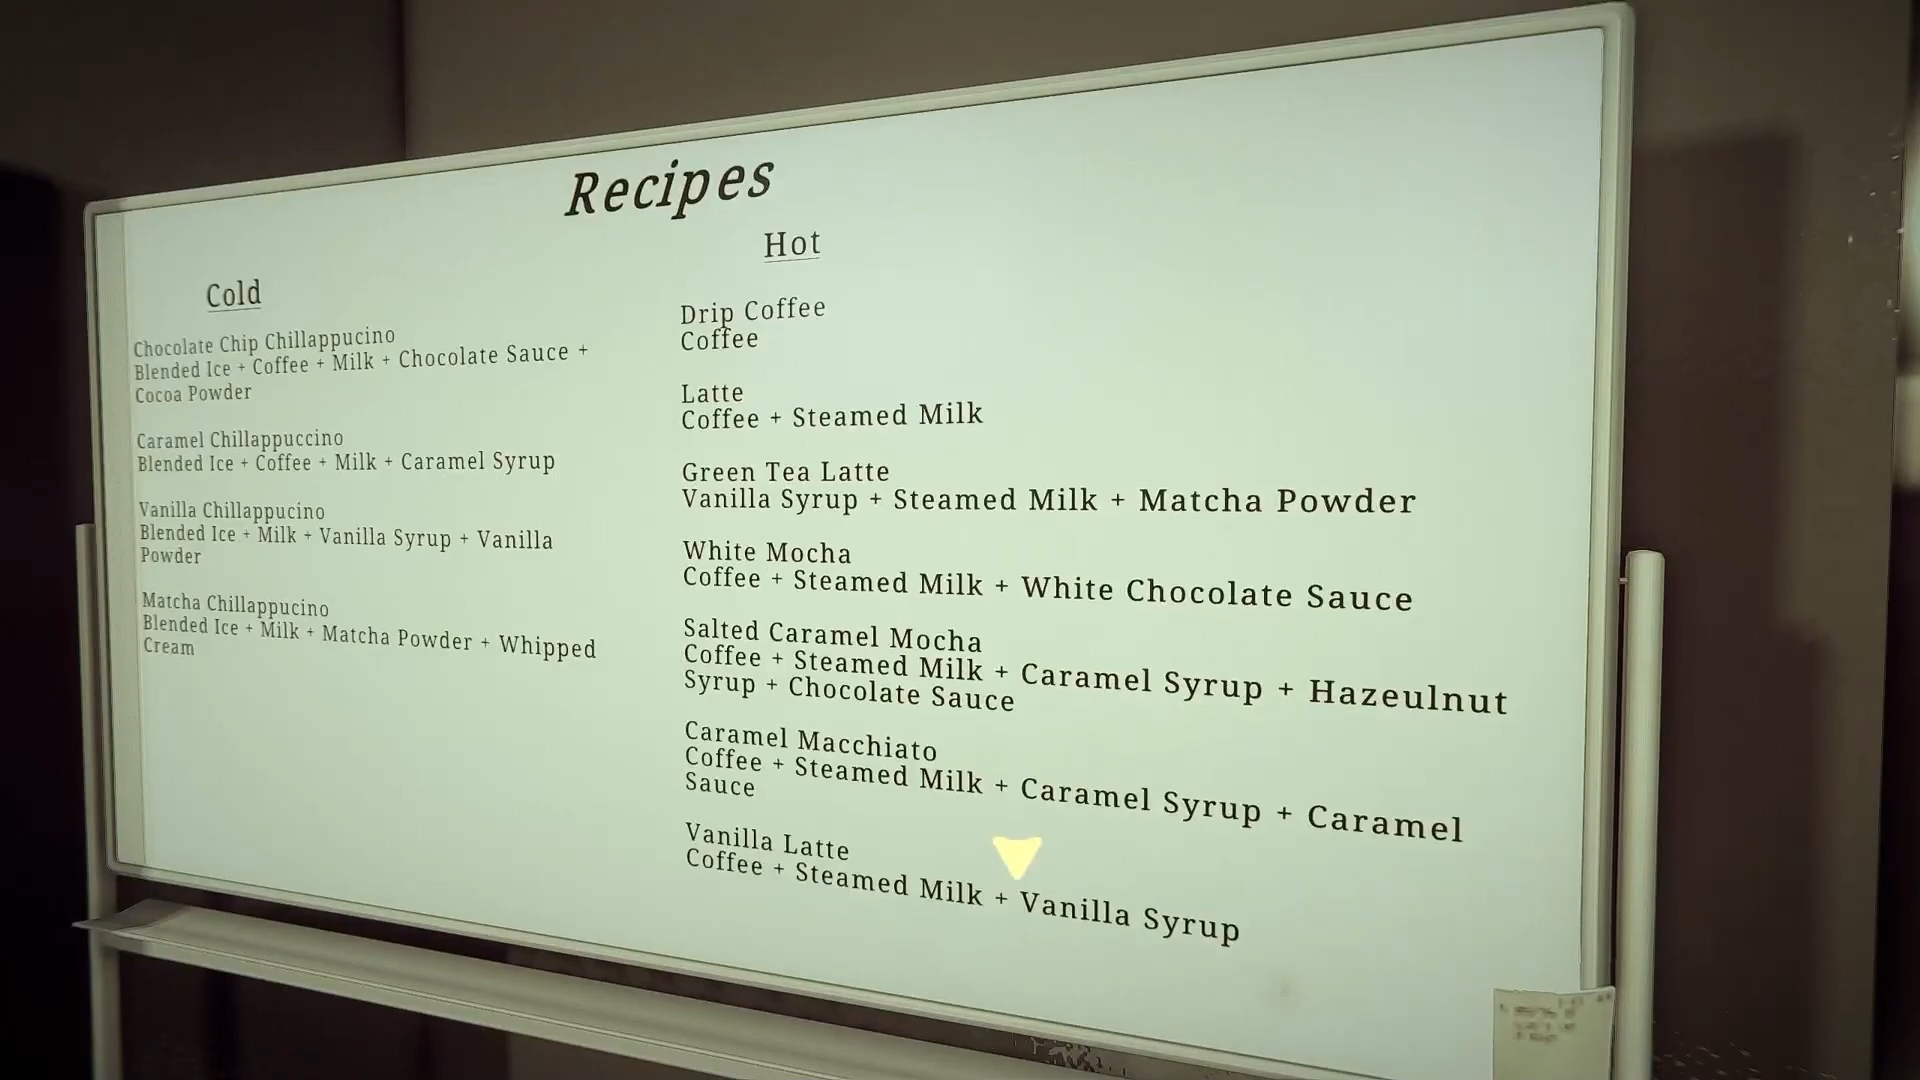 Recipes
Cold
Chocolate Chip Chillappucino
Blended Ice + Coffee + Milk + Chocolate Sauce +
Cocoa Powder
Caramel Chillappuccino
Blended Ice + Coffee + Milk + Caramel Syrup
Vanilla Chillappucino
Blended Ice + Milk + Vanilla Syrup + Vanilla
Powder
Matcha Chillappucino
Blended Ice + Milk + Matcha Powder + Whipped
Cream
Hot
Drip Coffee
Coffee
Latte
Coffee + Steamed Milk
Green Tea Latte
Vanilla Syrup + Steamed Milk + Matcha Powder
White Mocha
Coffee + Steamed Milk + White Chocolate Sauce
Salted Caramel Mocha
Coffee + Steamed Milk + Caramel Syrup + Hazeulnut
Syrup + Chocolate Sauce
Caramel Macchiato
Coffee + Steamed Milk + Caramel Syrup + Caramel
Sauce
Vanilla Latte
Coffee + Steamed Milk + Vanilla Syrup